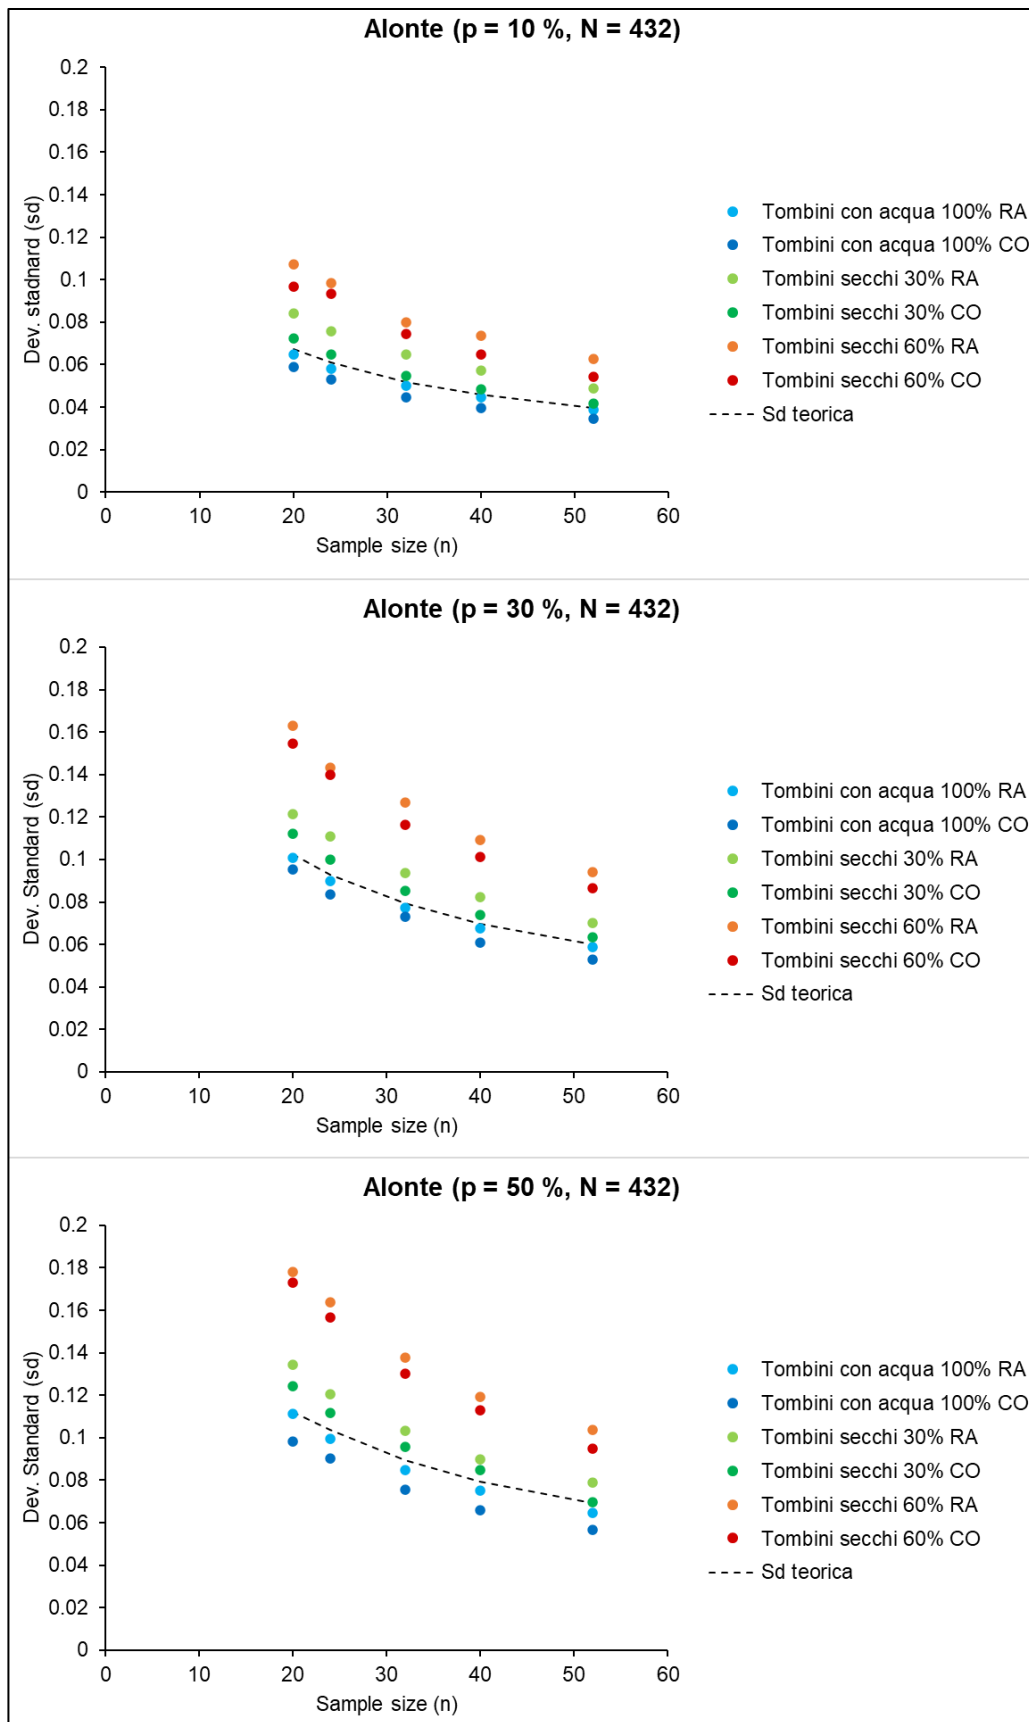 Alonte (p = 10 %, N = 432)
0.2
0.18
0.16
0.14
0.12
0.1
0.08
0.06
0.04
0.02
0
Dev. stadnard (sd)
0 10 20 30 40 50 60
Sample size (n)
Tombini con acqua 100% RA
Tombini con acqua 100% CO
Tombini secchi 30% RA
Tombini secchi 30% CO
Tombini secchi 60% RA
Tombini secchi 60% CO
Sd teorica
Alonte (p = 30 %, N = 432)
0.2
0.18
0.16
0.14
0.12
0.1
0.08
0.06
0.04
0.02
0
Dev. Standard (sd)
0 10 20 30 40 50 60
Sample size (n)
Tombini con acqua 100% RA
Tombini con acqua 100% CO
Tombini secchi 30% RA
Tombini secchi 30% CO
Tombini secchi 60% RA
Tombini secchi 60% CO
Sd teorica
Alonte (p = 50 %, N = 432)
0.2
0.18
0.16
0.14
0.12
0.1
0.08
0.06
0.04
0.02
0
Dev. Standard (sd)
0 10 20 30 40 50 60
Sample size (n)
Tombini con acqua 100% RA
Tombini con acqua 100% CO
Tombini secchi 30% RA
Tombini secchi 30% CO
Tombini secchi 60% RA
Tombini secchi 60% CO
Sd teorica